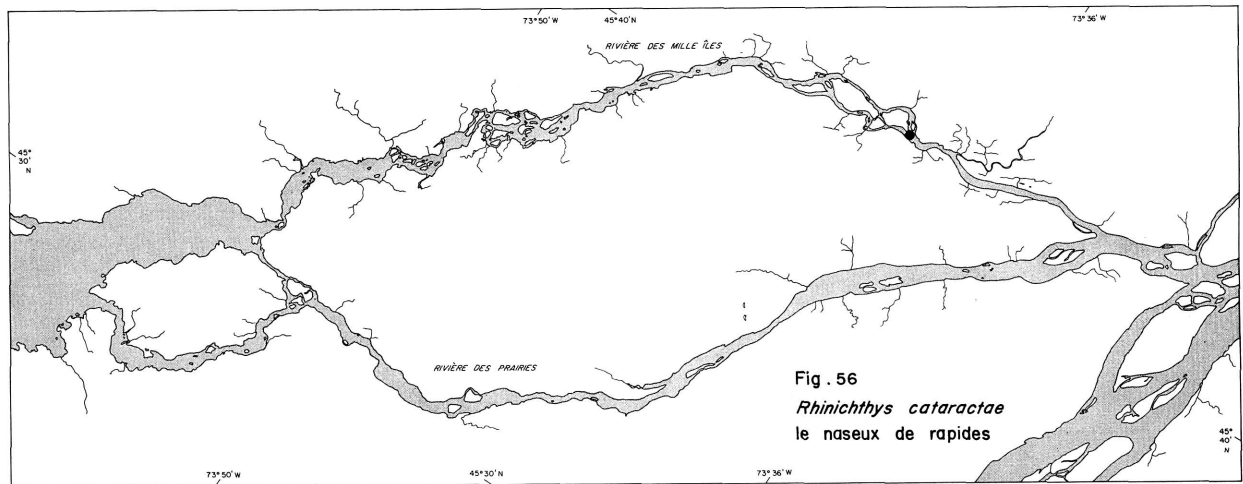 73°50' W
45°40' N
73°36' W
RIVIÈRE DES MILLE ÎLES
45°
30'
N
RIVIÈRE DES PRAIRIES
Fig. 56
Rhinichthys cataractae
le naseux de rapides
45°
40'
N
73°50' W
45°30' N
73°36' W